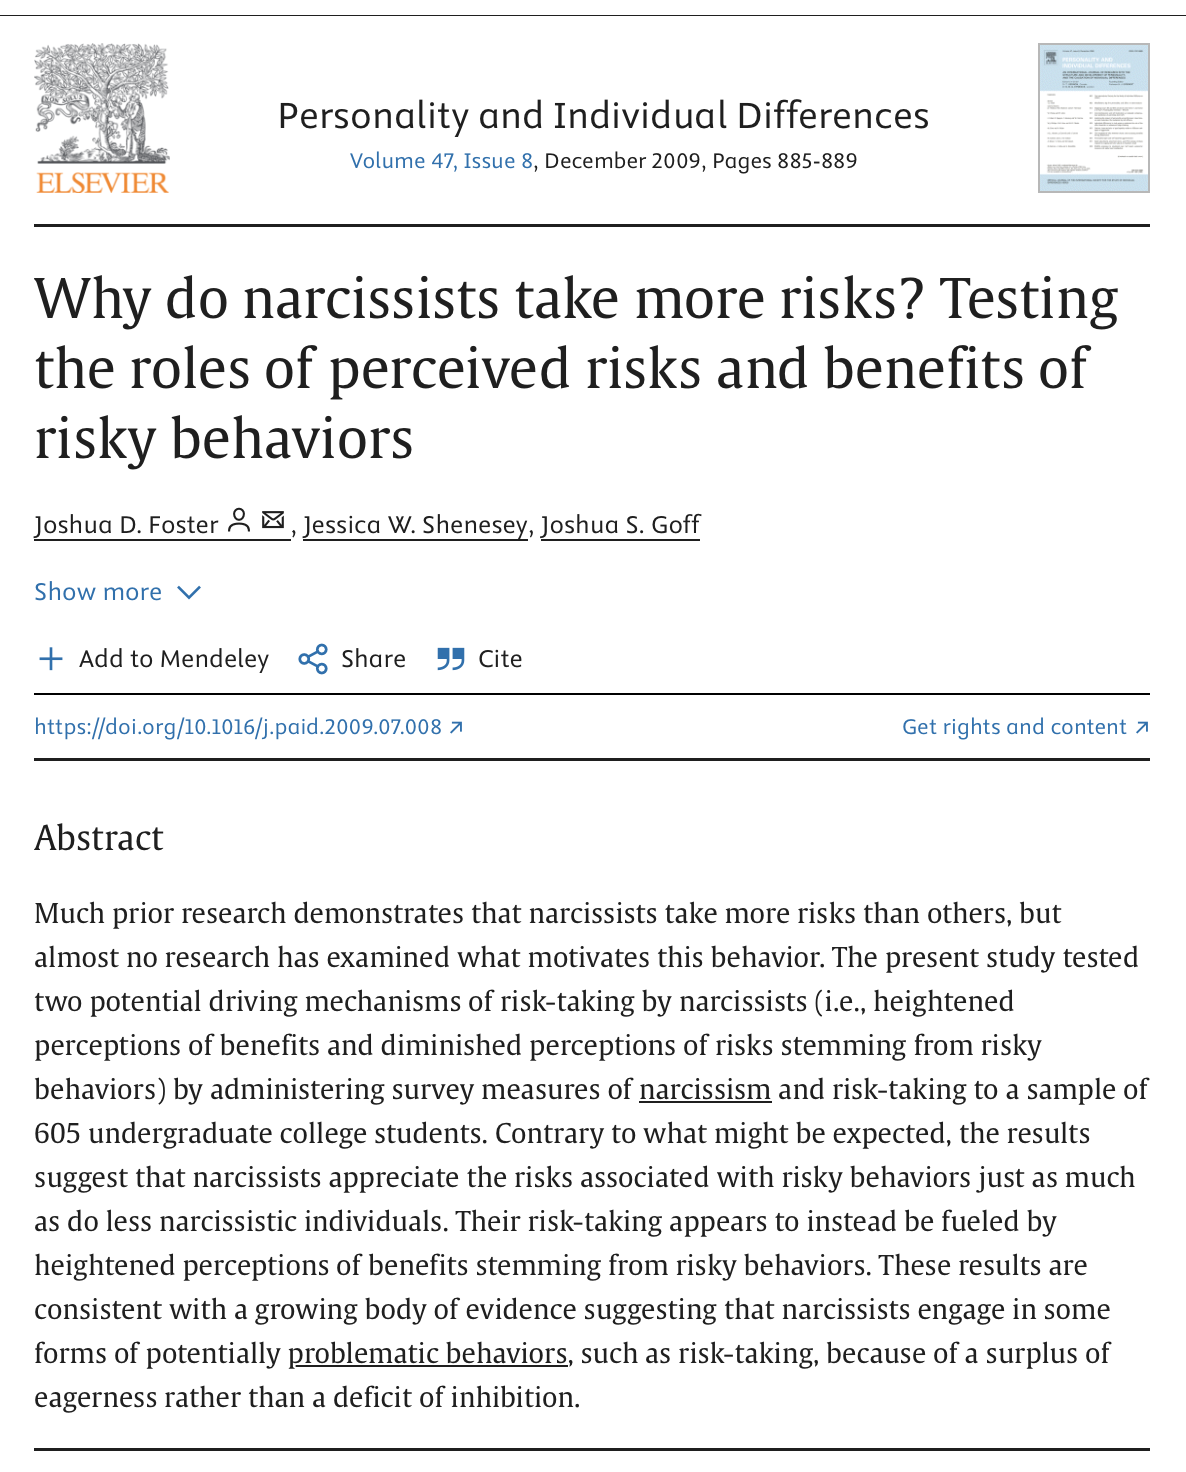 ELSEVIER
Personality and Individual Differences
Volume 47, Issue 8, December 2009, Pages 885-889
PERSONALITY AND
INDIVIDUAL DIFFERENCES
Why do narcissists take more risks? Testing
the roles of perceived risks and benefits of
risky behaviors
Joshua D. Foster, Jessica W. Shenesey, Joshua S. Goff
Show more
Add to Mendeley Share Cite
https://doi.org/10.1016/j.paid.2009.07.008 Get rights and content
Abstract
Much prior research demonstrates that narcissists take more risks than others, but
almost no research has examined what motivates this behavior. The present study tested
two potential driving mechanisms of risk-taking by narcissists (i.e., heightened
perceptions of benefits and diminished perceptions of risks stemming from risky
behaviors) by administering survey measures of narcissism and risk-taking to a sample of
605 undergraduate college students. Contrary to what might be expected, the results
suggest that narcissists appreciate the risks associated with risky behaviors just as much
as do less narcissistic individuals. Their risk-taking appears to instead be fueled by
heightened perceptions of benefits stemming from risky behaviors. These results are
consistent with a growing body of evidence suggesting that narcissists engage in some
forms of potentially problematic behaviors, such as risk-taking, because of a surplus of
eagerness rather than a deficit of inhibition.